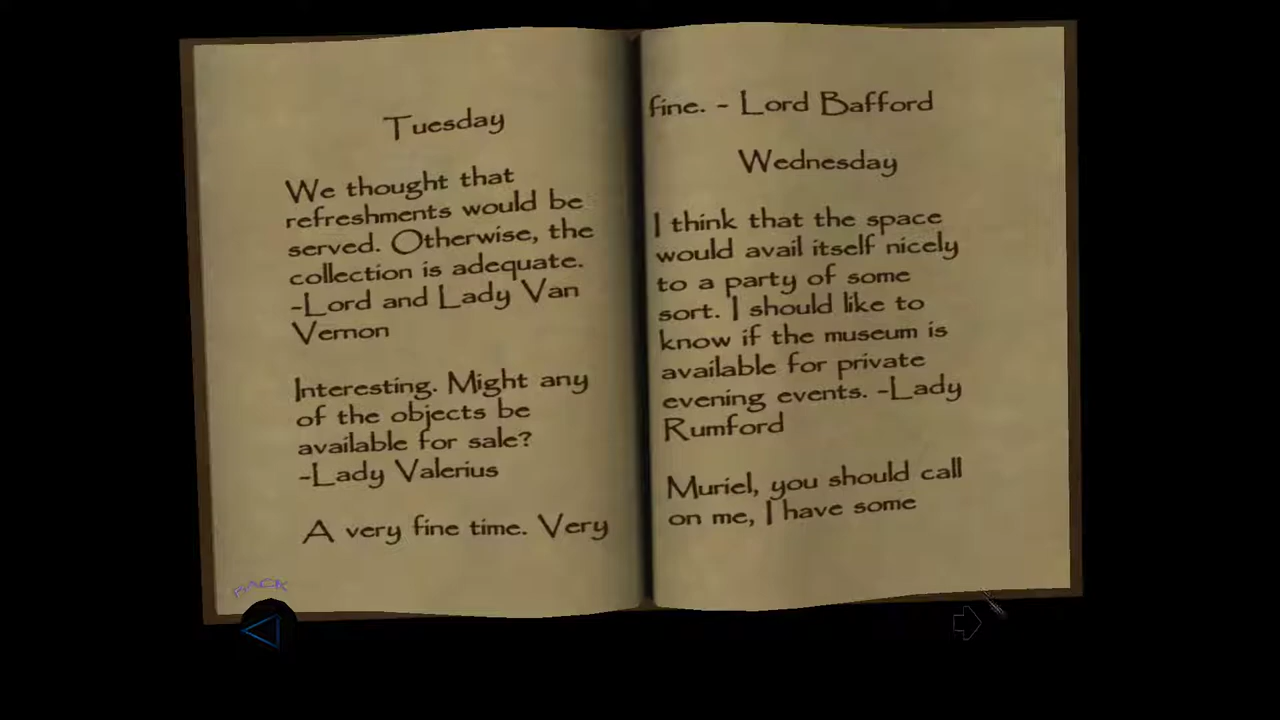 Tuesday
We thought that
refreshments would be
served. Otherwise, the
collection is adequate.
-Lord and Lady Van
Vernon
Interesting. Might any
of the objects be
available for sale?
-Lady Valerius
A very fine time. Very
fine. - Lord Bafford
Wednesday
I think that the space
would avail itself nicely
to a party of some
sort. I should like to
know if the museum is
available for private
evening events. -Lady
Rumford
Muriel, you should call
on me, I have some
BACK